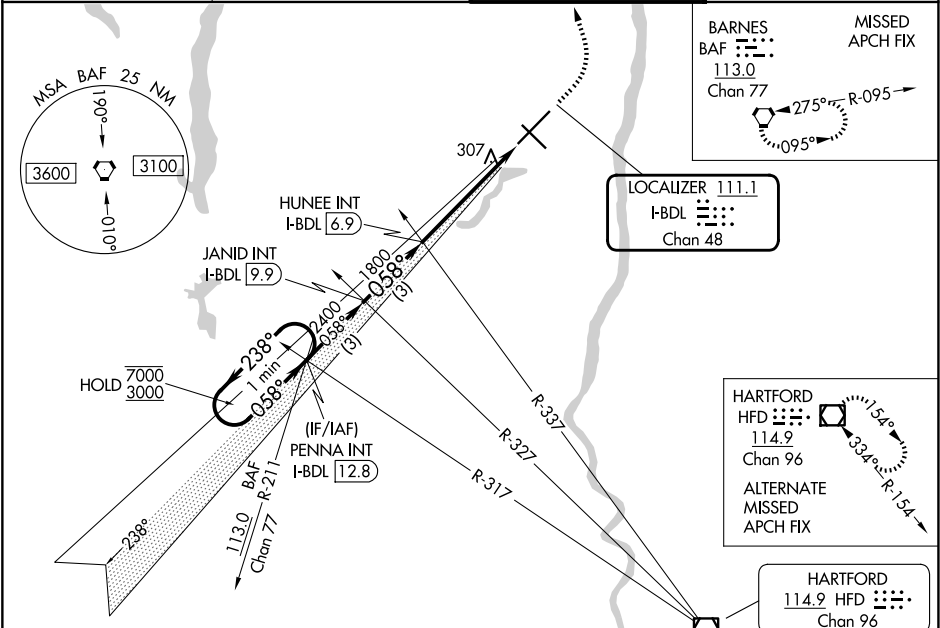 MSA BAF 25 NM
190°
3600
3100
010°
BARNES
BAF
113.0
Chan 77
MISSED
APCH FIX
275°
R-095
095°
307
LOCALIZER 111.1
I-BDL
Chan 48
HUNEE INT
I-BDL 6.9
JANID INT
I-BDL 9.9
1800
058°
(3)
2400
058°
(3)
238°
1 min
058°
HOLD 7000
3000
(IF/IAF)
PENNA INT
I-BDL 12.8
BAF
R-211
113.0
Chan 77
238°
R-337
R-327
R-317
HARTFORD
HFD
114.9
Chan 96
154°
334°
R-154
ALTERNATE
MISSED
APCH FIX
HARTFORD
114.9 HFD
Chan 96